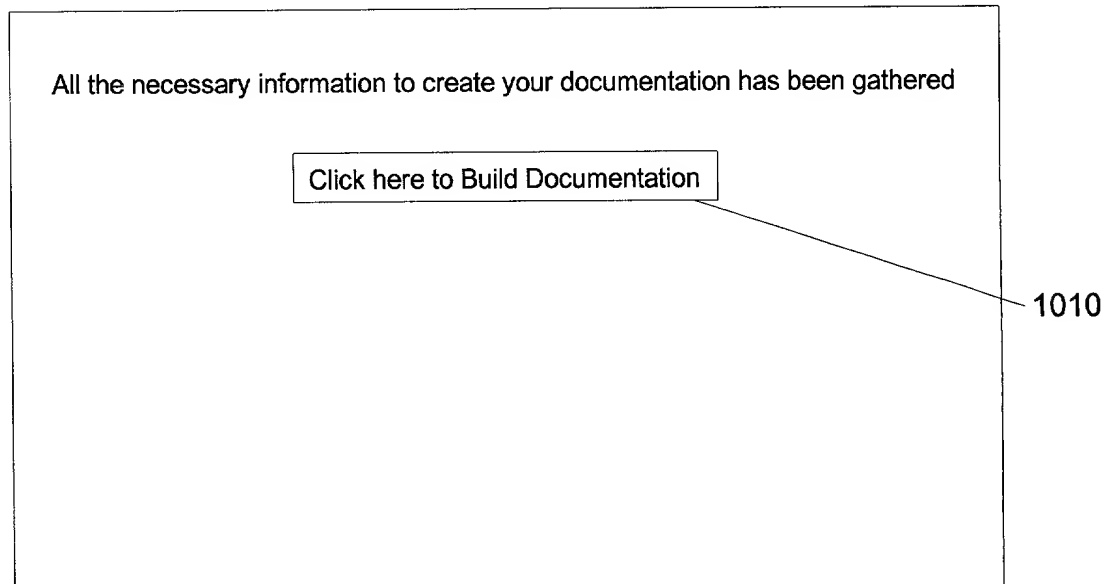 All the necessary information to create your documentation has been gathered
Click here to Build Documentation
1010